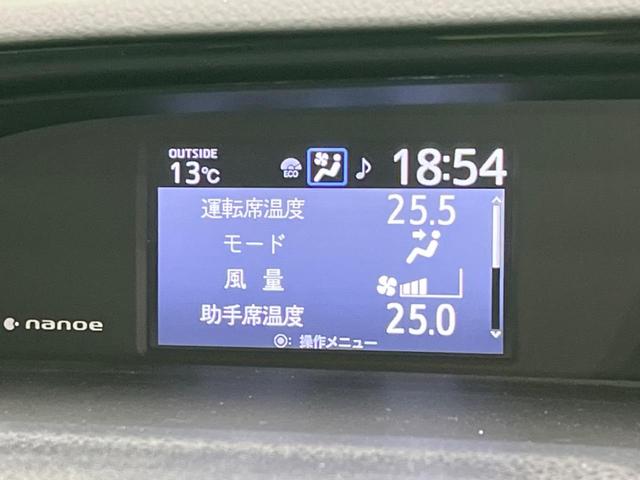 OUTSIDE
13℃ ECO 18:54
運転席温度 25.5
モード
風量
助手席温度 25.0
nanoe
◎: 操作メニュー